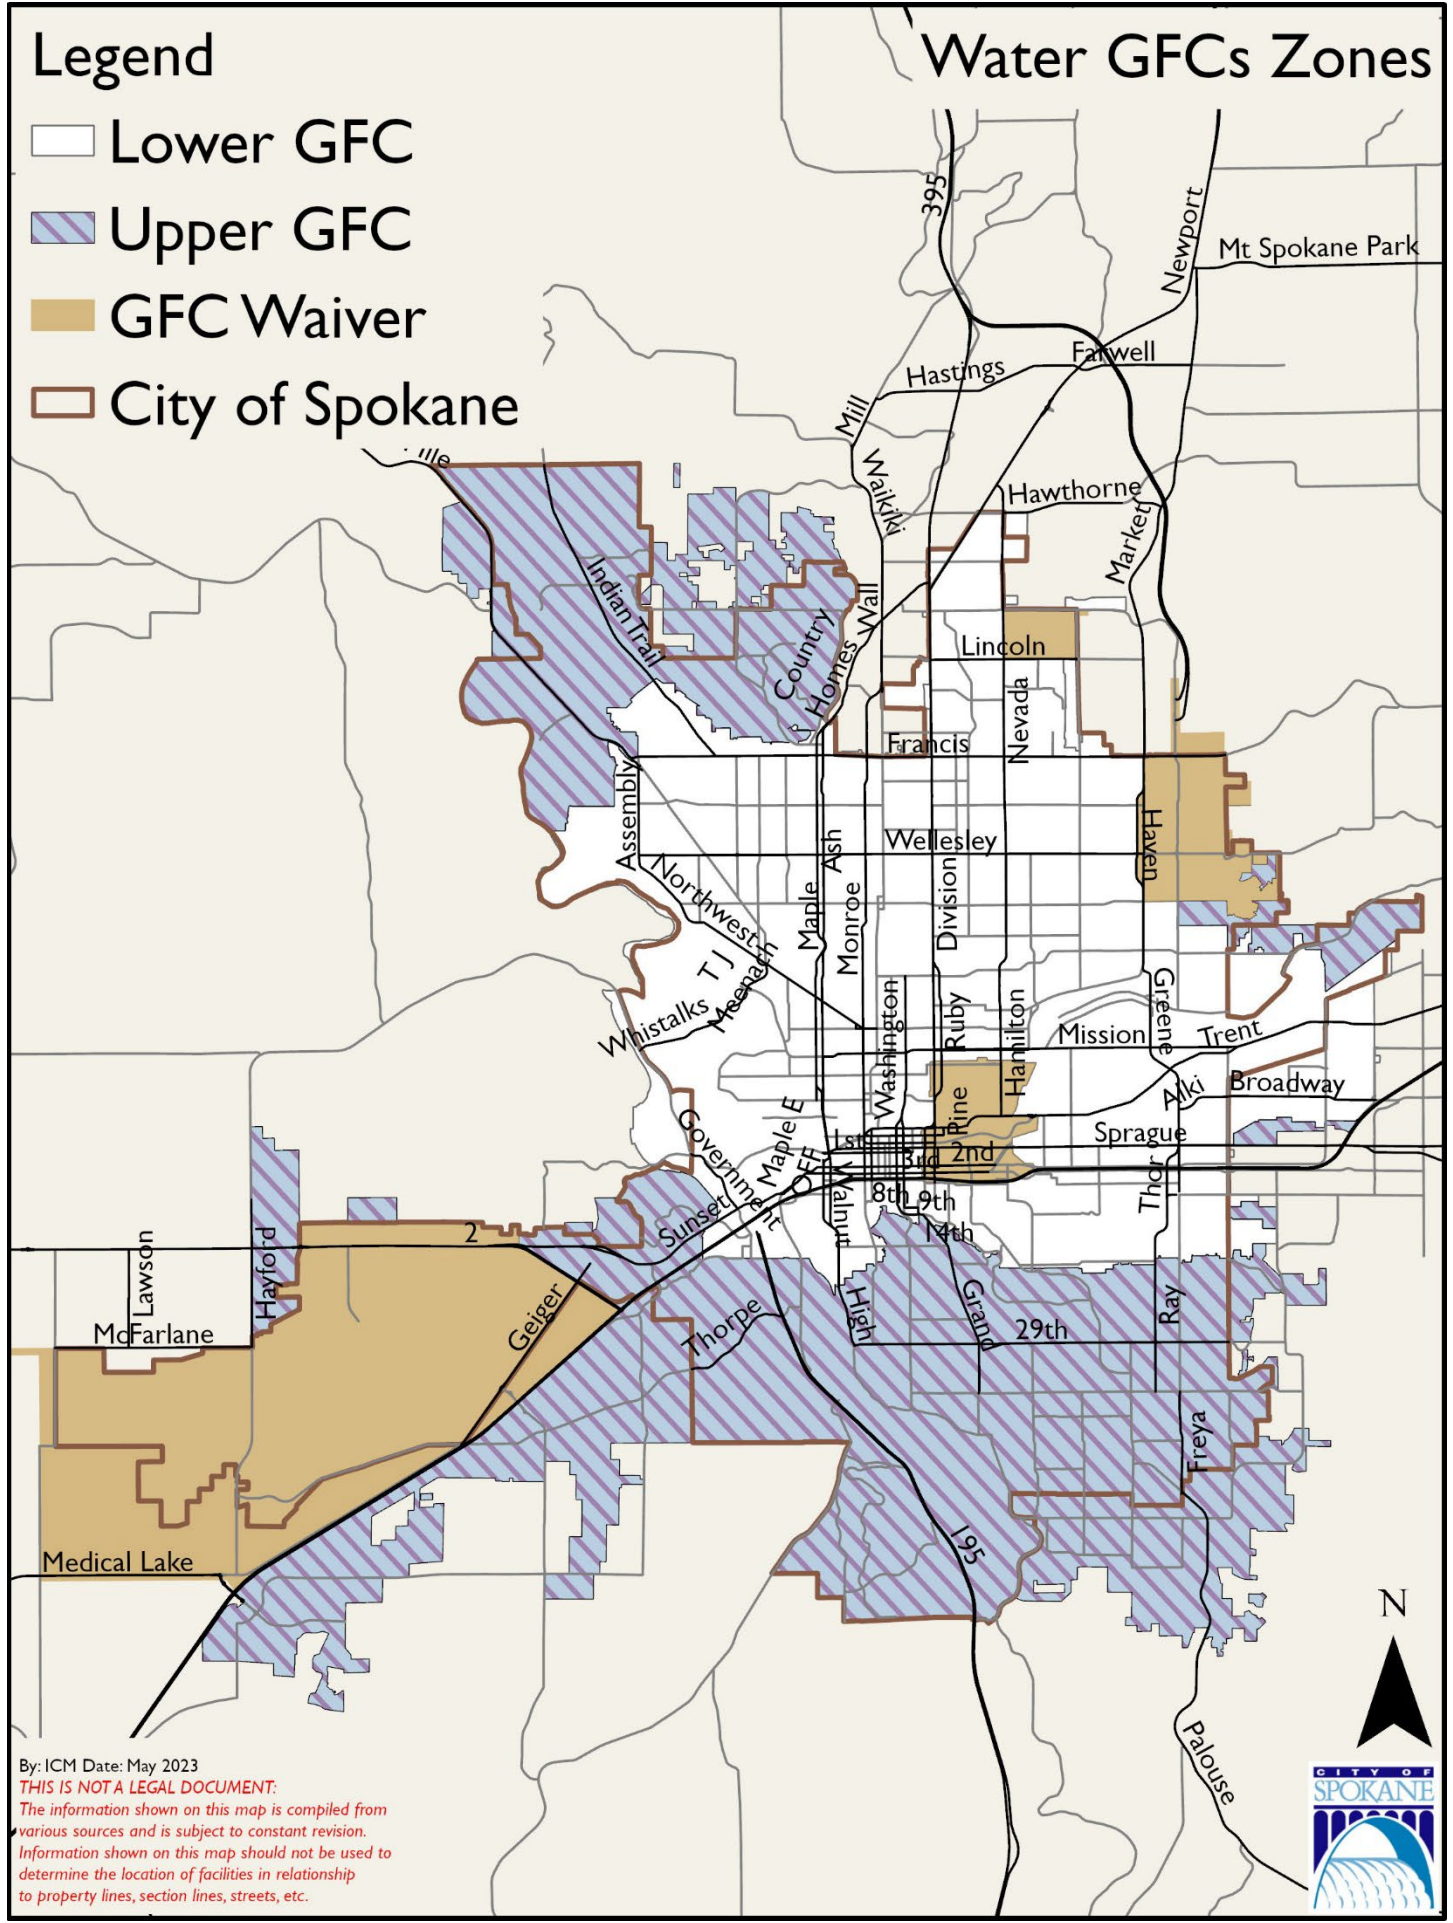 Legend
Water GFCs Zones
Lower GFC
Upper GFC
GFC Waiver
City of Spokane
395
Newport
Mt Spokane Park
Farwell
Hastings
Mill
Waikiki
Hawthorne
Market
Indian Trail
Country
Homes
Wall
Lincoln
Nevada
Francis
Assembly
Haven
Ash
Wellesley
Northwest
Maple
Monroe
Division
T J
Meenach
Whistalks
Washington
Ruby
Hamilton
Mission
Greene
Trent
Alki
Broadway
Pine
Government
Maple E
OFF
1st
3rd
2nd
Sprague
Thor
Walnut
8th
9th
14th
Sunset
2
Hayford
Lawson
McFarlane
Geiger
Thorpe
High
Grand
29th
Ray
Freya
195
Medical Lake
Palouse
N
By: ICM Date: May 2023
THIS IS NOT A LEGAL DOCUMENT:
The information shown on this map is compiled from
various sources and is subject to constant revision.
Information shown on this map should not be used to
determine the location of facilities in relationship
to property lines, section lines, streets, etc.
CITY OF
SPOKANE